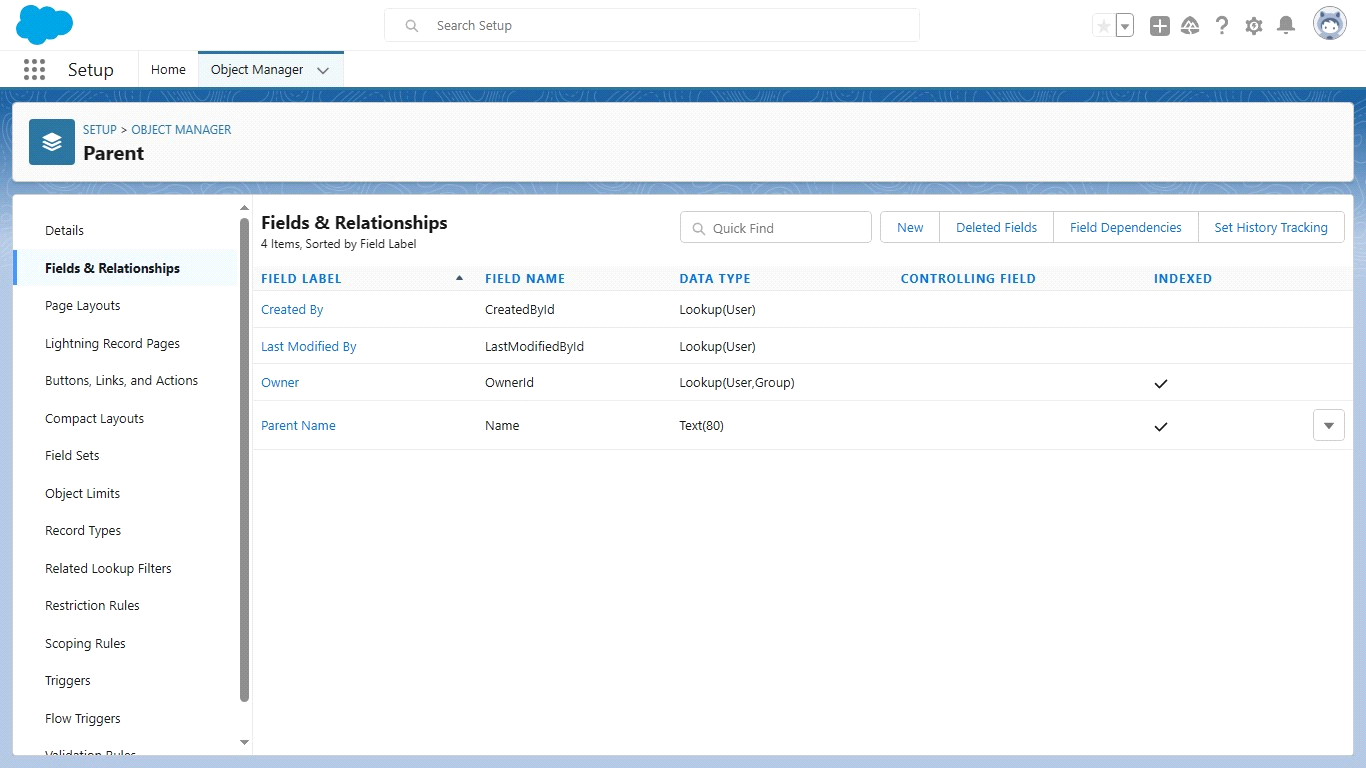 Search Setup
Setup
Home
Object Manager
SETUP > OBJECT MANAGER
Parent
Details
Fields & Relationships
Page Layouts
Lightning Record Pages
Buttons, Links, and Actions
Compact Layouts
Field Sets
Object Limits
Record Types
Related Lookup Filters
Restriction Rules
Scoping Rules
Triggers
Flow Triggers
Validation Rules
Fields & Relationships
4 Items, Sorted by Field Label
Quick Find
New
Deleted Fields
Field Dependencies
Set History Tracking
FIELD LABEL FIELD NAME DATA TYPE CONTROLLING FIELD INDEXED
Created By CreatedById Lookup(User)
Last Modified By LastModifiedById Lookup(User)
Owner OwnerId Lookup(User,Group)
Parent Name Name Text(80)